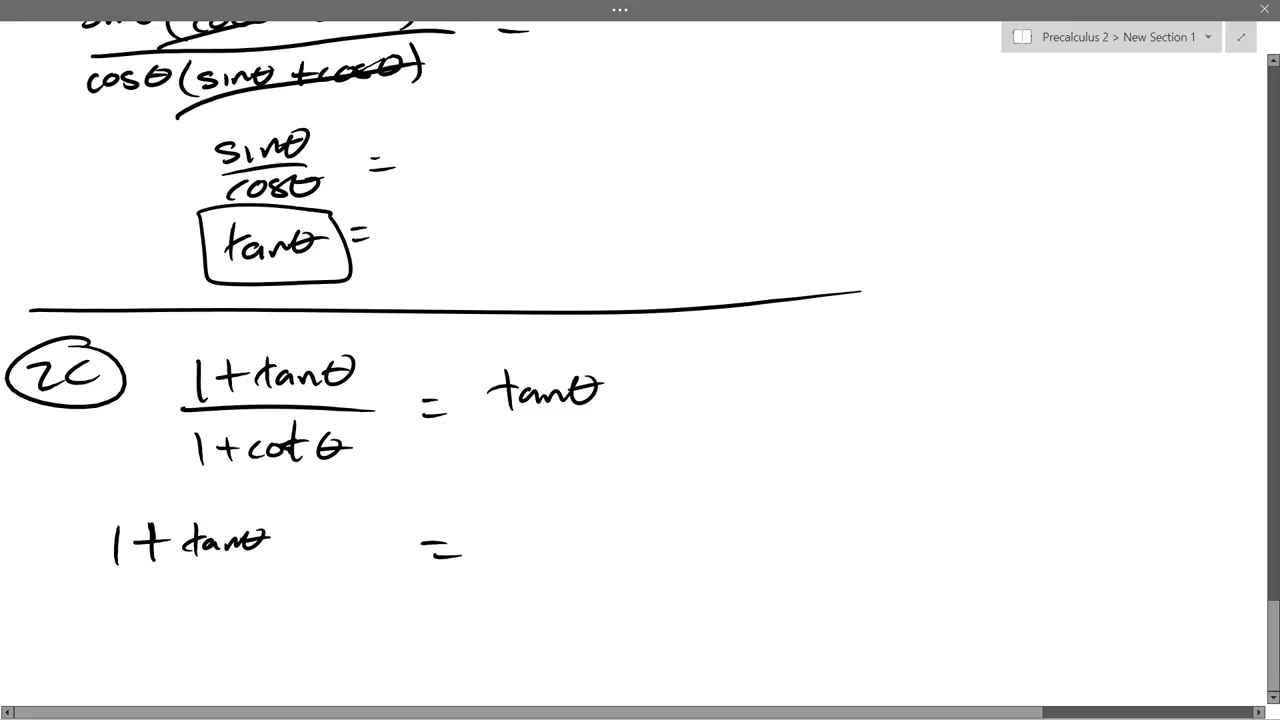 Precalculus 2 > New Section 1
=
cosθ(sinθ + cosθ)
sinθ
cosθ =
tanθ =
2C
1+tanθ
1+cotθ = tanθ
1+tanθ =